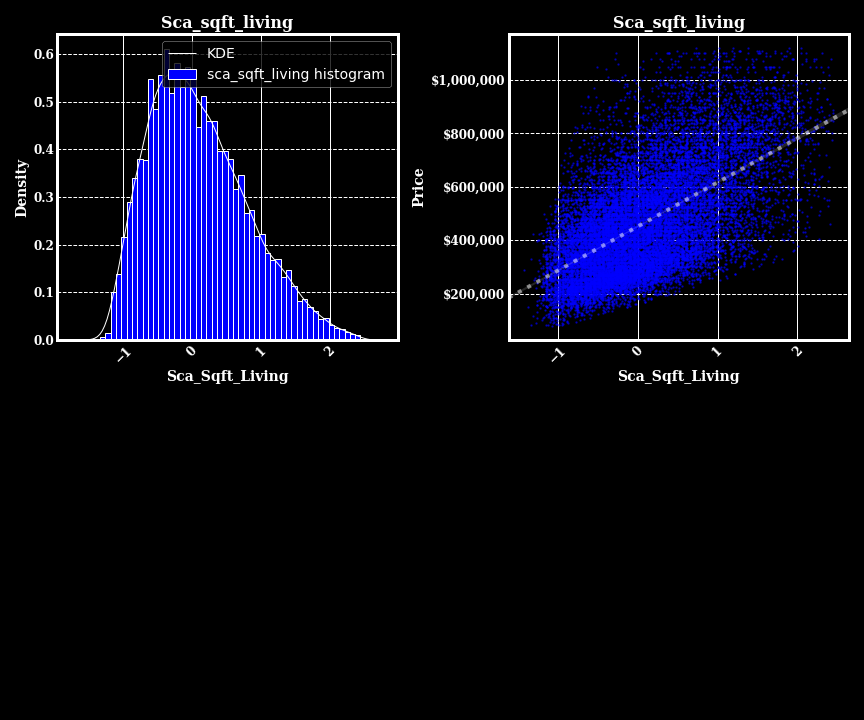 Sca_sqft_living
KDE
sca_sqft_living histogram
Density
0.6
0.5
0.4
0.3
0.2
0.1
0.0
−1
0
1
2
Sca_Sqft_Living
Sca_sqft_living
Price
$1,000,000
$800,000
$600,000
$400,000
$200,000
−1
0
1
2
Sca_Sqft_Living